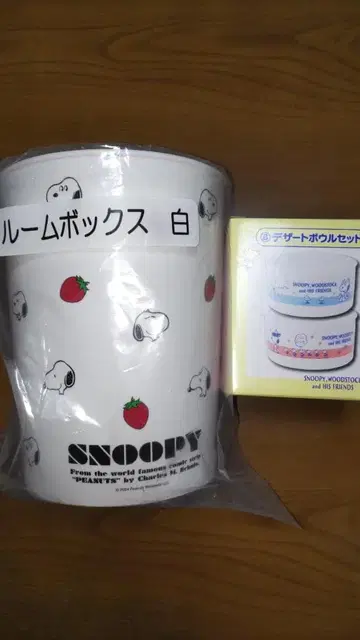 ルームボックス 白
SNOOPY
From the world famous comic strip
"PEANUTS" by Charles M. Schulz.
デザートボウルセット
SNOOPY, WOODSTOCK
and HIS FRIENDS
SNOOPY, WOODSTOCK
and HIS FRIENDS
SNOOPY, WOODSTOCK
and HIS FRIENDS